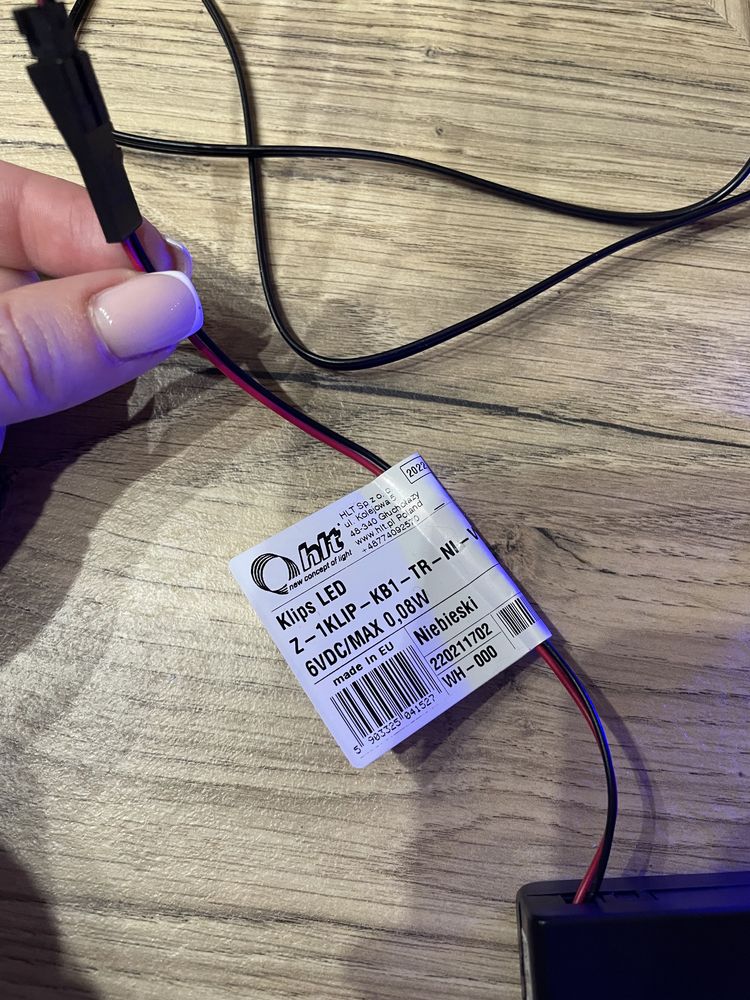 2022
HLT Sp. z o. o.
ul. Kolejowa 5
48-340 Głuchołazy
www.hlt.pl Poland
+48774092570
hlt
new concept of light
Klips LED
Z-1KLIP-KB1-TR-NI-
6VDC/MAX 0,08W
made in EU
Niebieski
220211702
WH-000
5 903325 041527